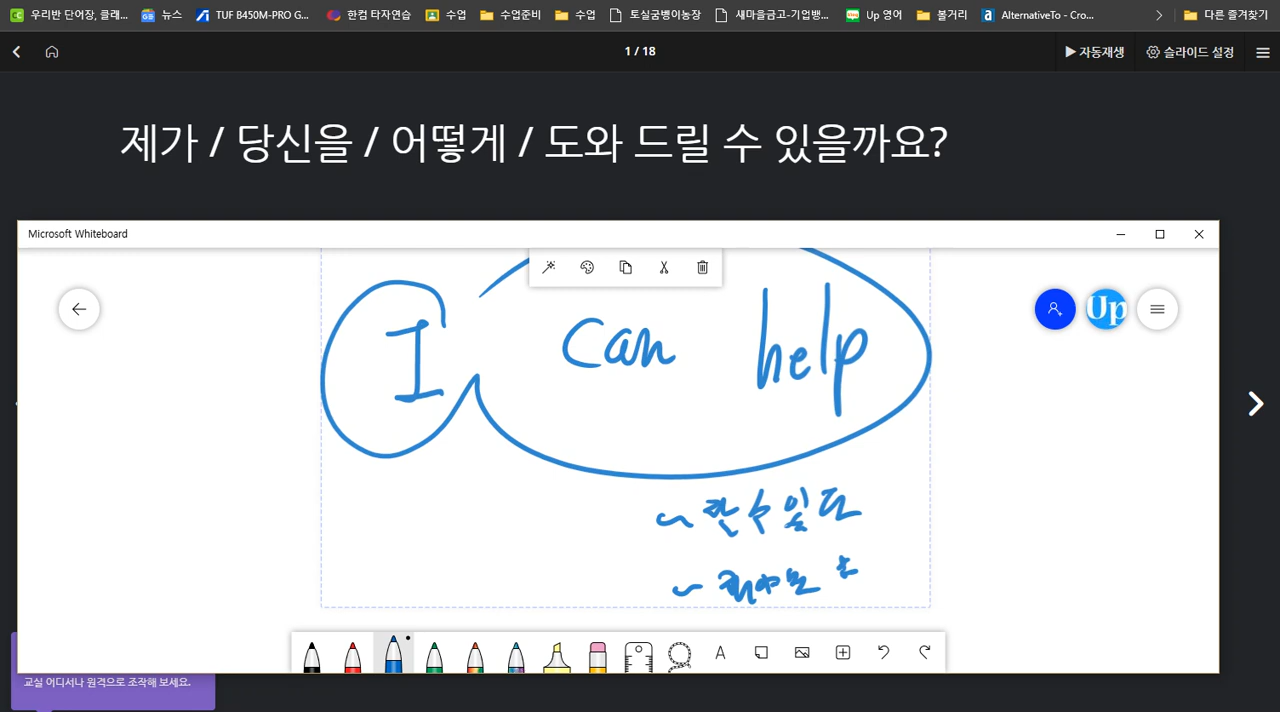 우리반 단어장, 클래... 뉴스 TUF B450M-PRO G... 한컴 타자연습 수업 수업준비 수업 토실궁뱅이농장 새마을금고-기업뱅... Up 영어 볼거리 AlternativeTo - Cro... 다른 즐겨찾기
1 / 18 자동재생 슬라이드 설정
제가 / 당신을 / 어떻게 / 도와 드릴 수 있을까요?
Microsoft Whiteboard
Up
I can help
~ 할 수 있다
교실 어디서나 원격으로 조작해 보세요.